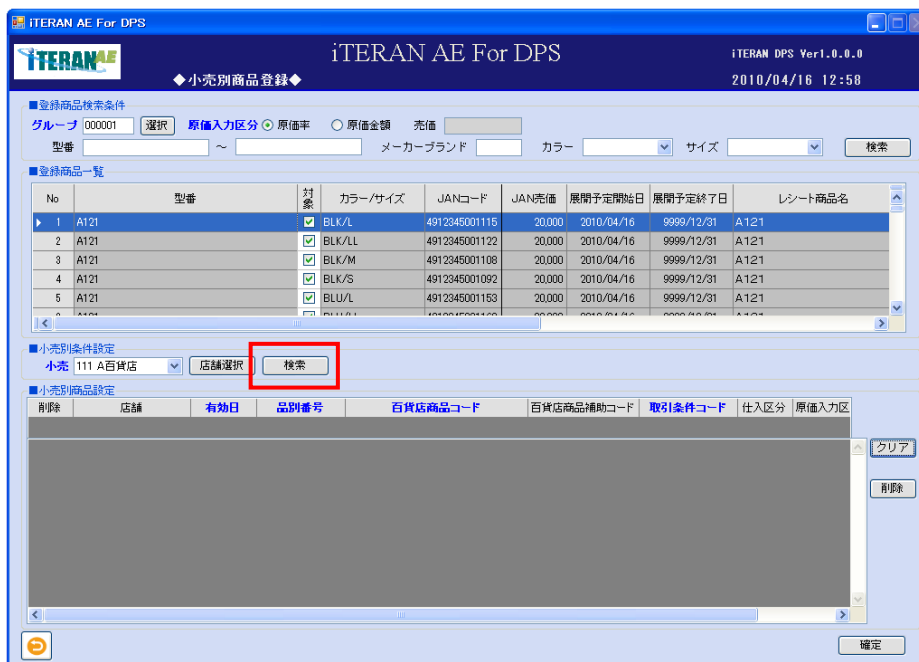 iTERAN AE For DPS
iTERAN AE
iTERAN AE For DPS
iTERAN DPS Ver1.0.0.0
◆小売別商品登録◆
2010/04/16 12:58
■登録商品検索条件
グループ 000001 選択 原価入力区分 原価率 原価金額 売価
型番 ～ メーカーブランド カラー サイズ 検索
■登録商品一覧
No 型番 対象 カラー/サイズ JANコード JAN売価 展開予定開始日 展開予定終了日 レシート商品名
1 A121 BLK/L 4912345001115 20,000 2010/04/16 9999/12/31 A121
2 A121 BLK/LL 4912345001122 20,000 2010/04/16 9999/12/31 A121
3 A121 BLK/M 4912345001108 20,000 2010/04/16 9999/12/31 A121
4 A121 BLK/S 4912345001092 20,000 2010/04/16 9999/12/31 A121
5 A121 BLU/L 4912345001153 20,000 2010/04/16 9999/12/31 A121
■小売別条件設定
小売 111 A百貨店 店舗選択 検索
■小売別商品設定
削除 店舗 有効日 品別番号 百貨店商品コード 百貨店商品補助コード 取引条件コード 仕入区分 原価入力区
クリア
削除
確定